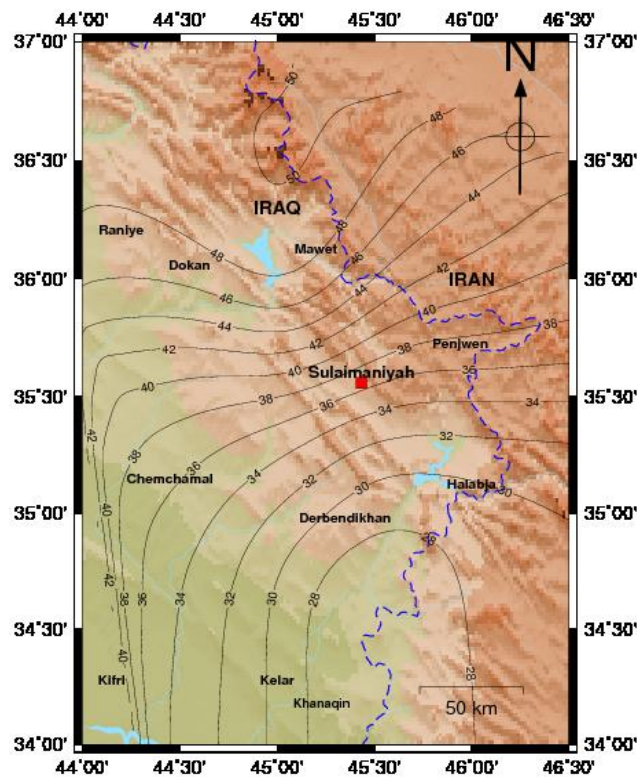 44˚00' 44˚30' 45˚00' 45˚30' 46˚00' 46˚30'
37˚00' 37˚00'
N
50
48
46
36˚30' 36˚30'
50
44
IRAQ
Raniye
48
Mawet
48
46
42
Dokan
IRAN
36˚00' 36˚00'
46
44
40
44
38
42
42
38
Penjwen
40
Sulaimaniyah
36
40
38
36
35˚30' 35˚30'
34
34
42
32
38
36
34
Chemchamal
32
30
Halabja
30
40
35˚00' 35˚00'
Derbendikhan
28
42
38
36
34
32
30
28
34˚30' 34˚30'
40
Kifri
Kelar
28
Khanaqin
50 km
34˚00' 34˚00'
44˚00' 44˚30' 45˚00' 45˚30' 46˚00' 46˚30'